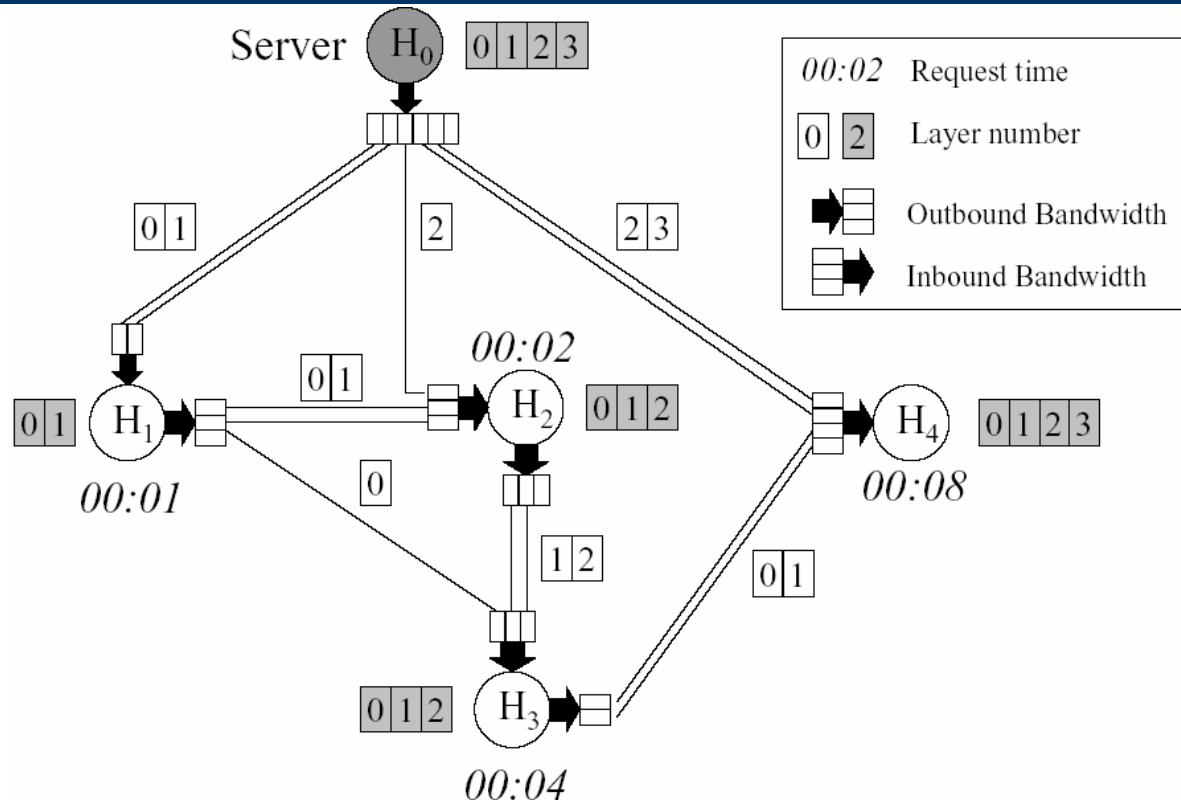 Server H0 0 1 2 3
00:02 Request time
0 2 Layer number
Outbound Bandwidth
Inbound Bandwidth
0 1
2
2 3
00:02
0 1
0 1 H1
H2 0 1 2
H4 0 1 2 3
00:01
0
00:08
1 2
0 1
0 1 2 H3
00:04